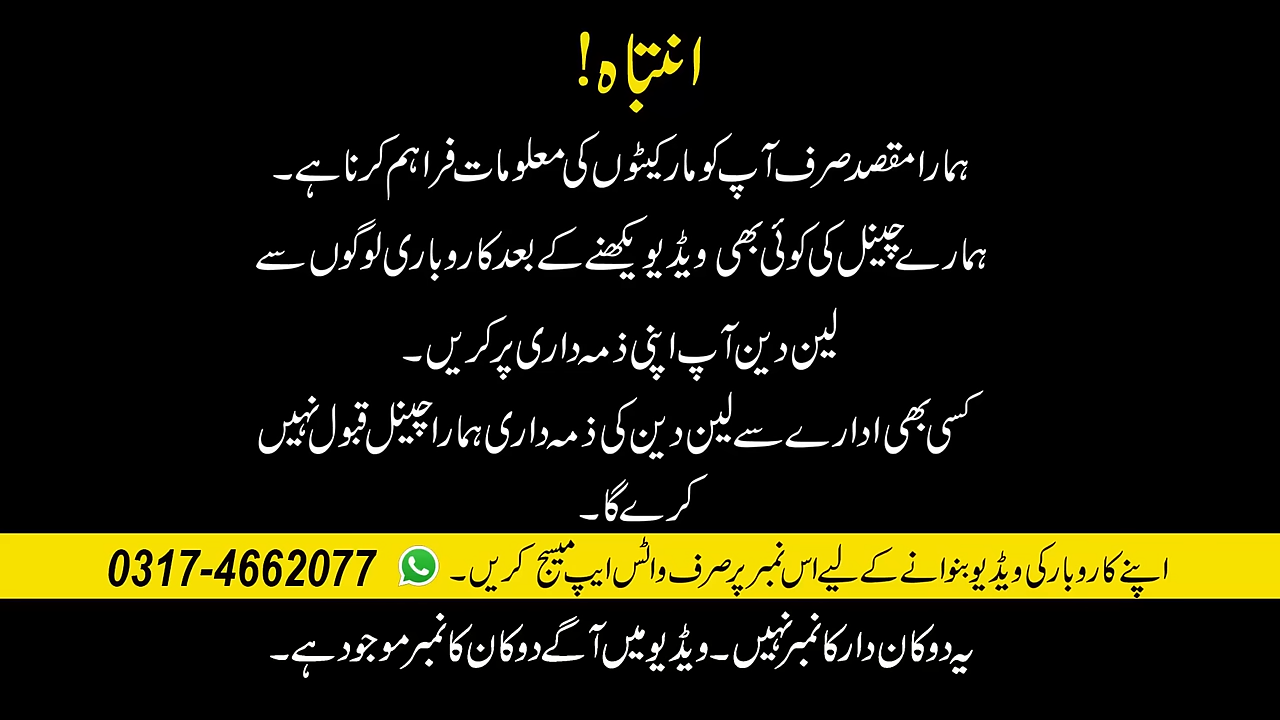 انتباہ!
ہمارا مقصد صرف آپ کو مارکیٹوں کی معلومات فراہم کرنا ہے۔
ہمارے چینل کی کوئی بھی ویڈیو یکھنے کے بعد کاروباری لوگوں سے
لین دین آپ اپنی ذمہ داری پر کریں۔
کسی بھی ادارے سے لین دین کی ذمہ داری ہمارا چینل قبول نہیں
کرے گا۔
اپنے کاروبار کی ویڈیو بنوانے کے لیے اس نمبر پر صرف واٹس ایپ میسج کریں۔ 0317-4662077
یہ دوکان دار کا نمبر نہیں۔ ویڈیو میں آگے دوکان کا نمبر موجود ہے۔